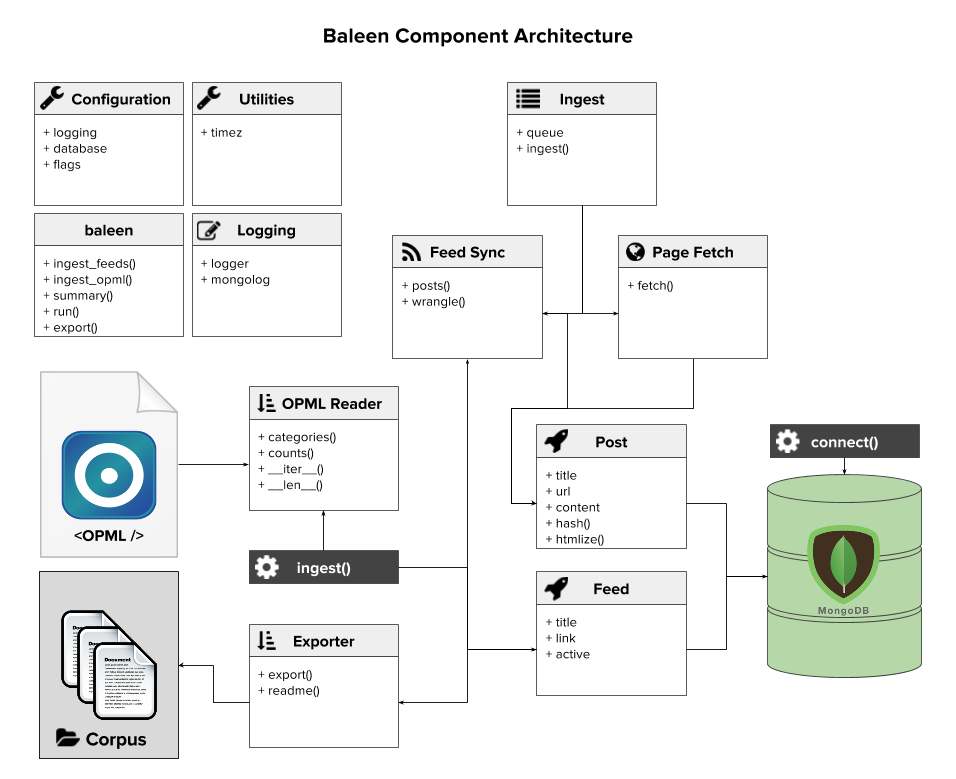 Baleen Component Architecture
Configuration
+ logging
+ database
+ flags
Utilities
+ timez
Ingest
+ queue
+ ingest()
baleen
+ ingest_feeds()
+ ingest_opml()
+ summary()
+ run()
+ export()
Logging
+ logger
+ mongolog
Feed Sync
+ posts()
+ wrangle()
Page Fetch
+ fetch()
<OPML />
OPML Reader
+ categories()
+ counts()
+ __iter__()
+ __len__()
ingest()
Post
+ title
+ url
+ content
+ hash()
+ htmlize()
connect()
MongoDB
Feed
+ title
+ link
+ active
Exporter
+ export()
+ readme()
Document
Corpus